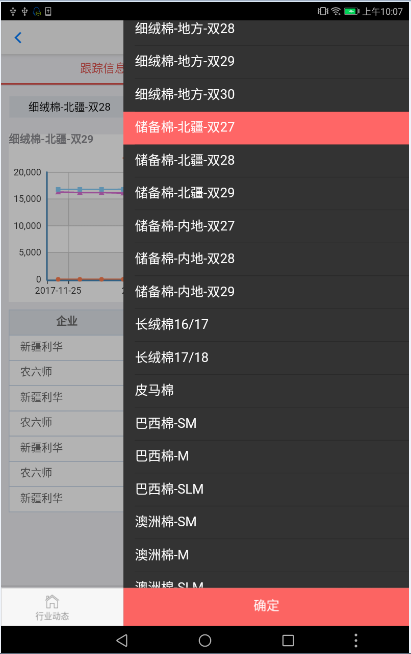 上午10:07
跟踪信息
细绒棉-北疆-双28
细绒棉-北疆-双29
20,000
15,000
10,000
5,000
0
2017-11-25
企业
新疆利华
农六师
新疆利华
农六师
新疆利华
农六师
新疆利华
行业动态
细绒棉-地方-双28
细绒棉-地方-双29
细绒棉-地方-双30
储备棉-北疆-双27
储备棉-北疆-双28
储备棉-北疆-双29
储备棉-内地-双27
储备棉-内地-双28
储备棉-内地-双29
长绒棉16/17
长绒棉17/18
皮马棉
巴西棉-SM
巴西棉-M
巴西棉-SLM
澳洲棉-SM
澳洲棉-M
澳洲棉-SLM
确定